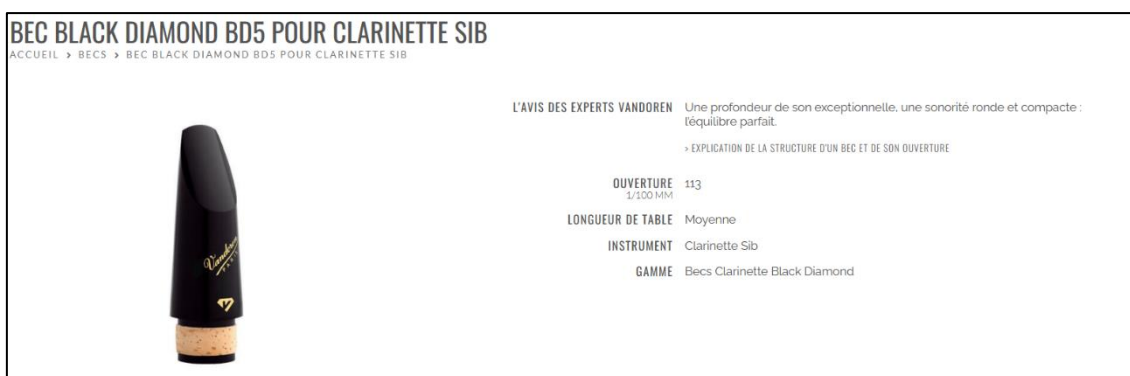 BEC BLACK DIAMOND BD5 POUR CLARINETTE SIB
ACCUEIL > BECS > BEC BLACK DIAMOND BD5 POUR CLARINETTE SIB
L'AVIS DES EXPERTS VANDOREN Une profondeur de son exceptionnelle, une sonorité ronde et compacte :
l'équilibre parfait.
> EXPLICATION DE LA STRUCTURE D'UN BEC ET DE SON OUVERTURE
OUVERTURE 113
1/100 MM
LONGUEUR DE TABLE Moyenne
INSTRUMENT Clarinette Sib
GAMME Becs Clarinette Black Diamond
Vandoren
PARIS